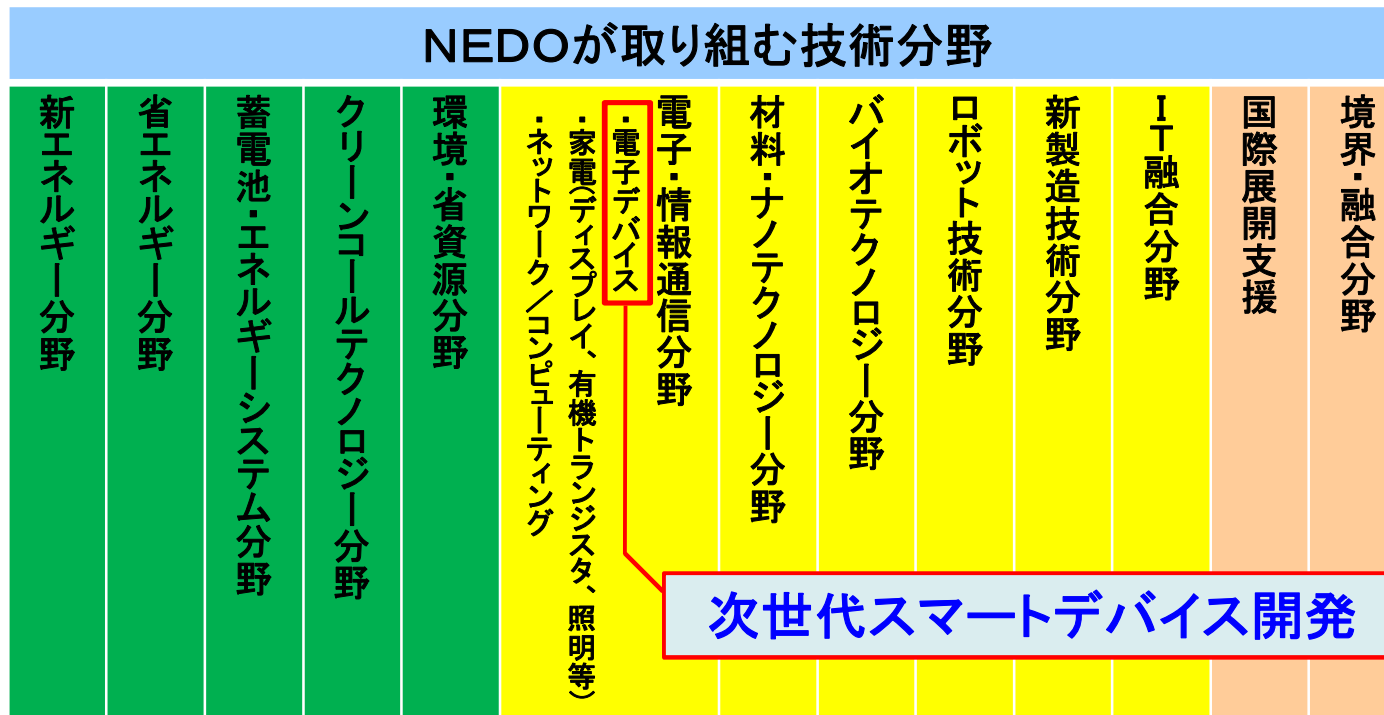 NEDOが取り組む技術分野
新エネルギー分野
省エネルギー分野
蓄電池・エネルギーシステム分野
クリーンコールテクノロジー分野
環境・省資源分野
電子・情報通信分野
・電子デバイス
・家電(ディスプレイ、有機トランジスタ、照明等)
・ネットワーク／コンピューティング
材料・ナノテクノロジー分野
バイオテクノロジー分野
ロボット技術分野
新製造技術分野
IT融合分野
国際展開支援
境界・融合分野
次世代スマートデバイス開発